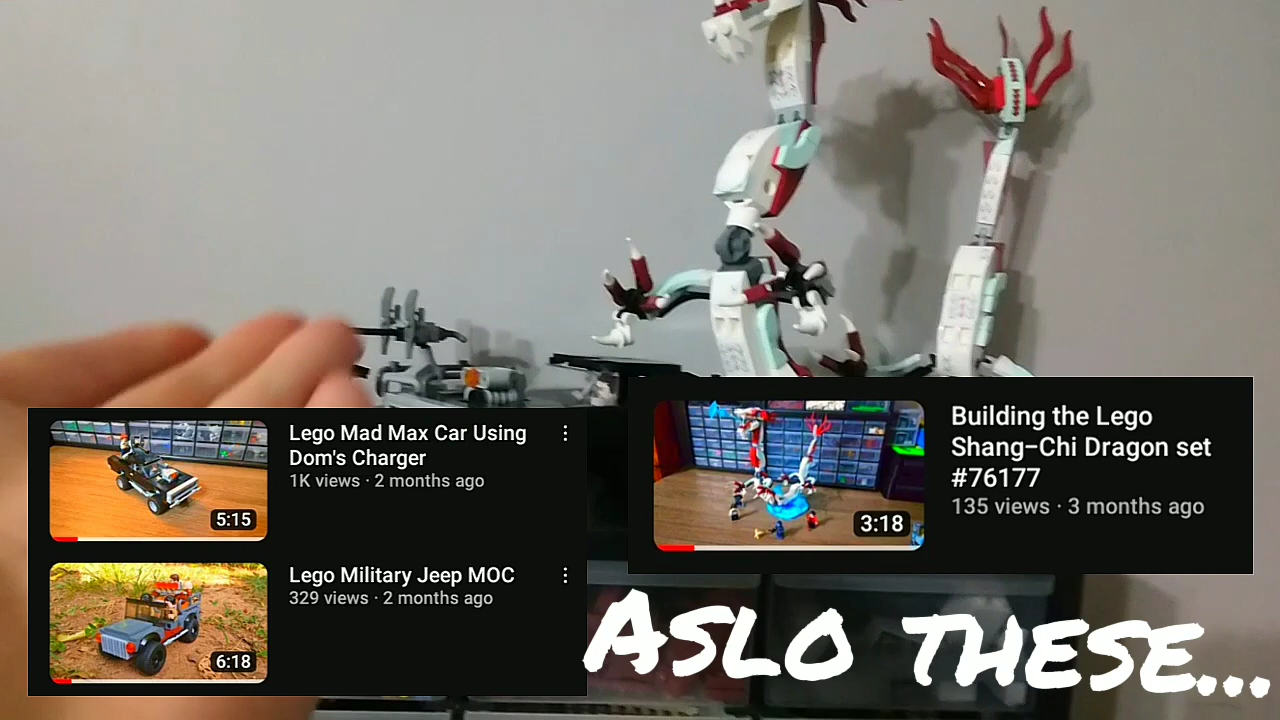 Lego Mad Max Car Using
Dom's Charger
1K views · 2 months ago
5:15
Lego Military Jeep MOC
329 views · 2 months ago
6:18
Building the Lego
Shang-Chi Dragon set
#76177
135 views · 3 months ago
3:18
ASLO THESE...